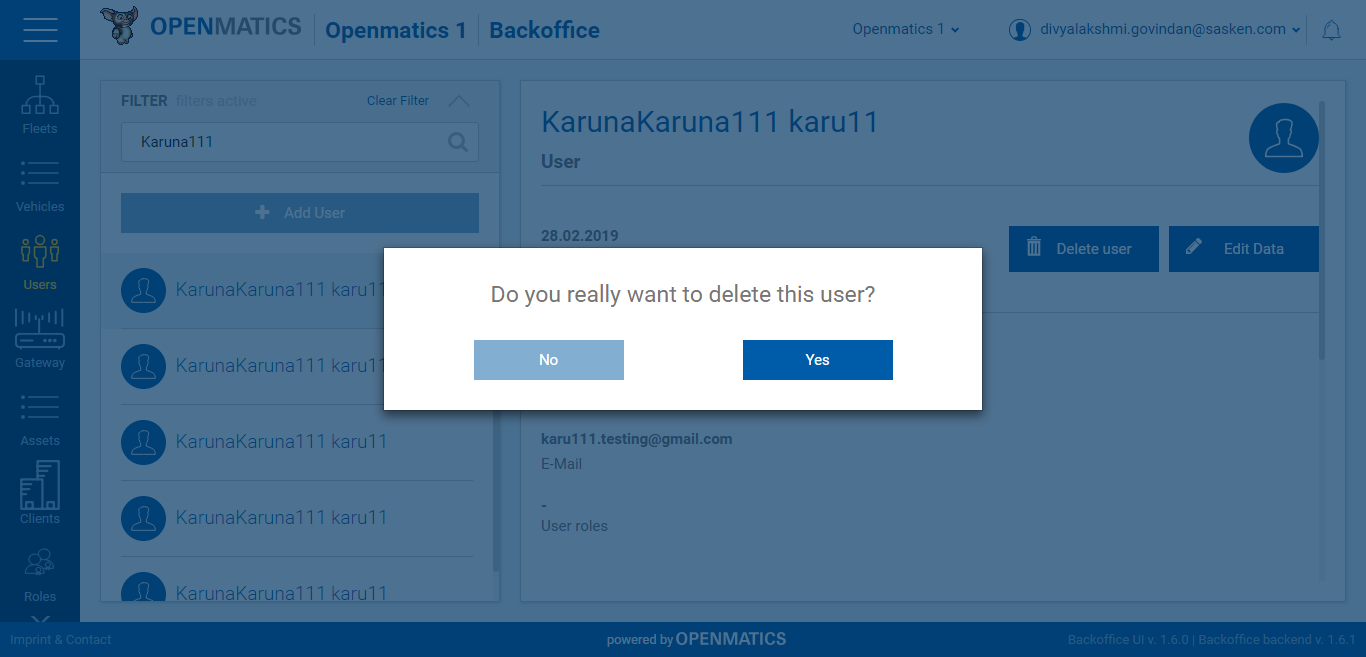 OPENMATICS
Openmatics 1
Backoffice
Openmatics 1
divyalakshmi.govindan@sasken.com
Fleets
Vehicles
Users
Gateway
Assets
Clients
Roles
FILTER filters active
Clear Filter
Karuna111
Add User
KarunaKaruna111 karu11
KarunaKaruna111 karu11
KarunaKaruna111 karu11
KarunaKaruna111 karu11
KarunaKaruna111 karu11
KarunaKaruna111 karu11
User
28.02.2019
Delete user
Edit Data
Do you really want to delete this user?
No
Yes
karu111.testing@gmail.com
E-Mail
-
User roles
Imprint & Contact
powered by OPENMATICS
Backoffice UI v. 1.6.0 | Backoffice backend v. 1.6.1